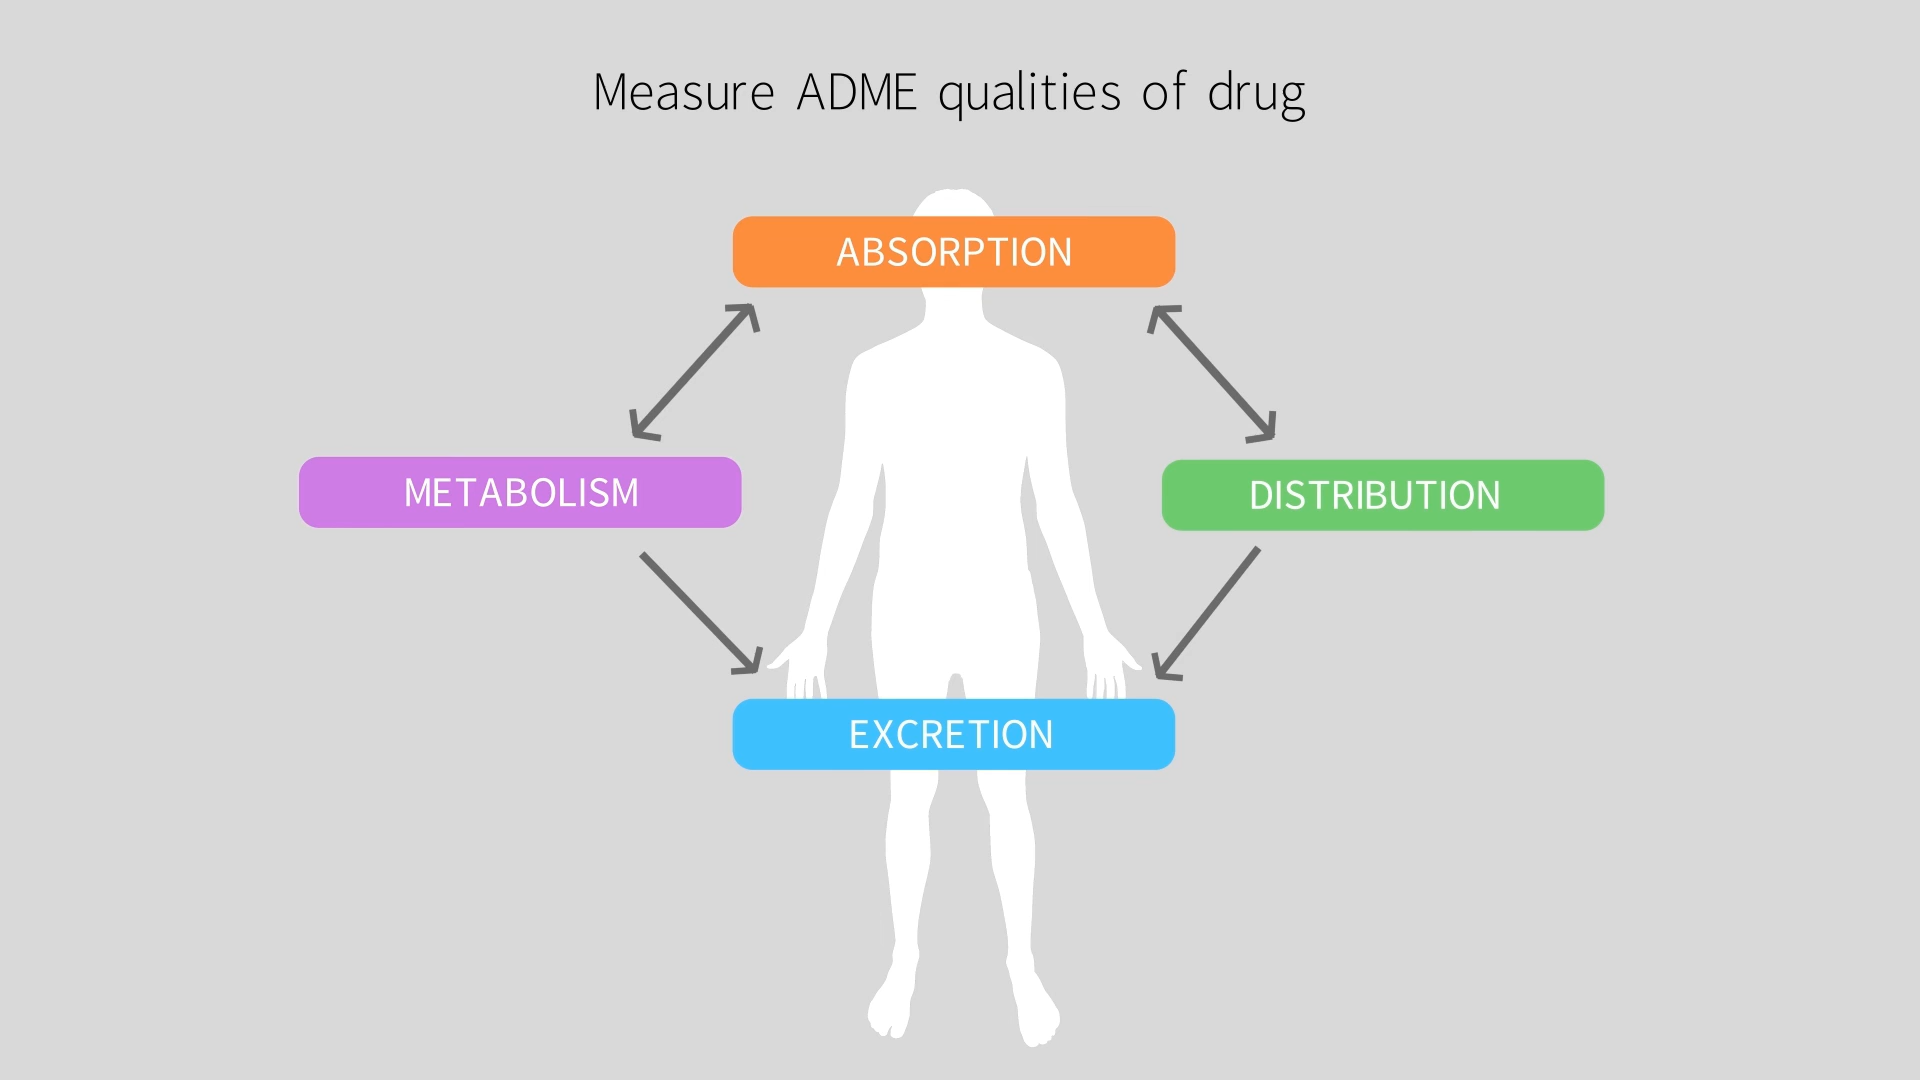 Measure ADME qualities of drug
ABSORPTION
METABOLISM
DISTRIBUTION
EXCRETION